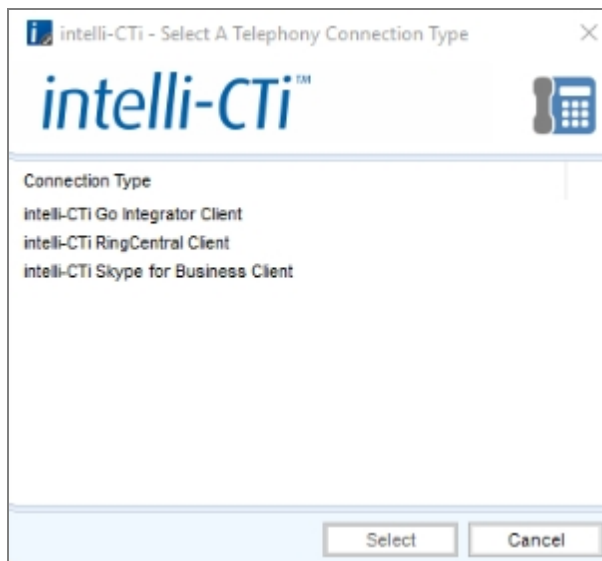 intelli-CTi - Select A Telephony Connection Type
intelli-CTi™
Connection Type
intelli-CTi Go Integrator Client
intelli-CTi RingCentral Client
intelli-CTi Skype for Business Client
Select Cancel